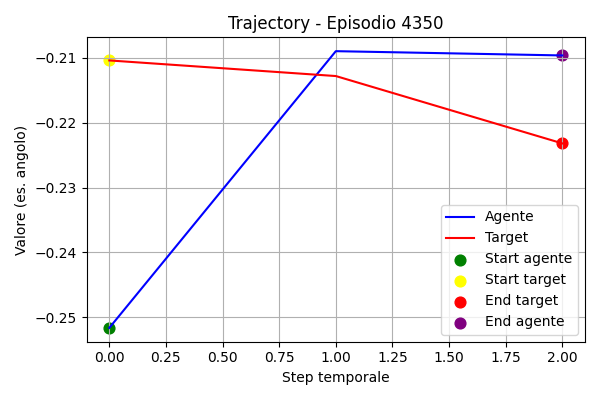 Trajectory - Episodio 4350
Valore (es. angolo)
−0.21
−0.22
−0.23
−0.24
−0.25
0.00 0.25 0.50 0.75 1.00 1.25 1.50 1.75 2.00
Step temporale
Agente
Target
Start agente
Start target
End target
End agente